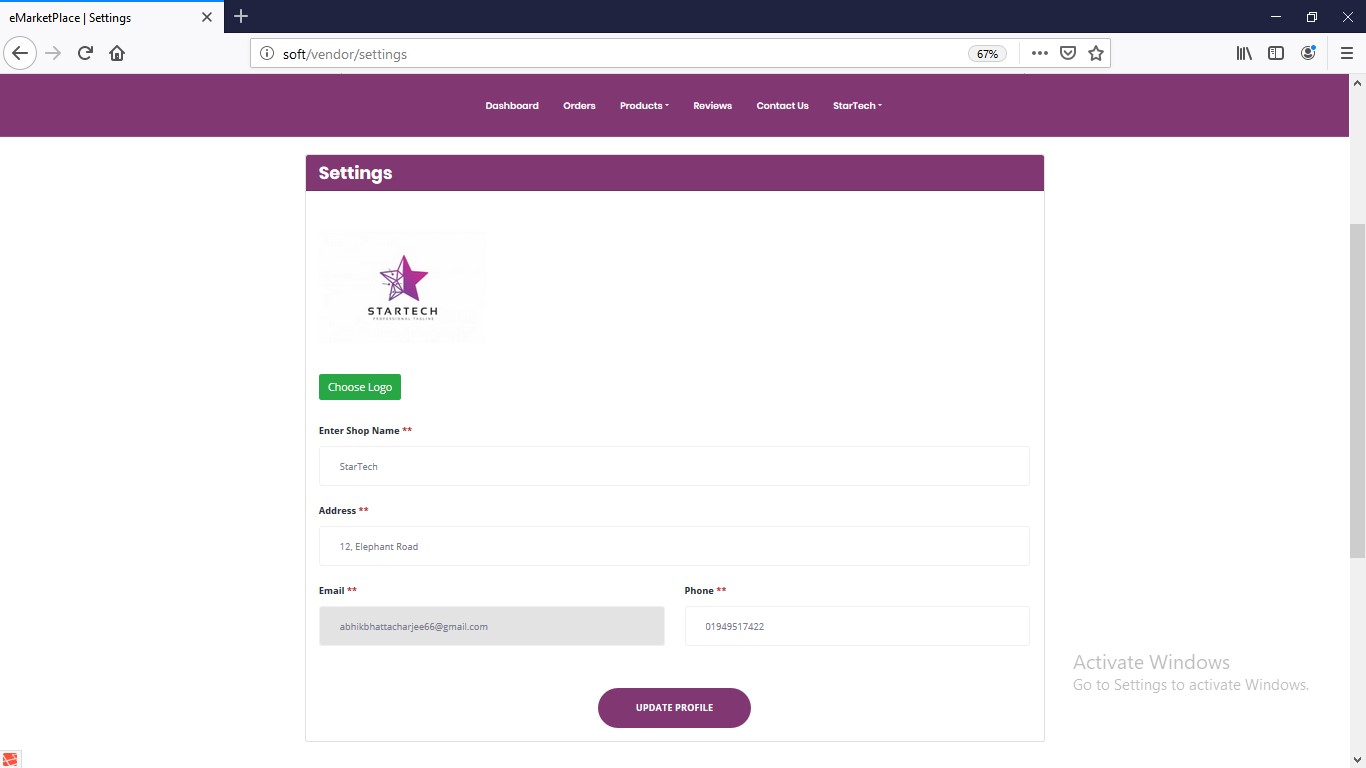 eMarketPlace | Settings
soft/vendor/settings
67%
Dashboard Orders Products Reviews Contact Us StarTech
Settings
STARTECH
PROFESSIONAL TAGLINE
Choose Logo
Enter Shop Name **
StarTech
Address **
12, Elephant Road
Email ** Phone **
abhikbhattacharjee66@gmail.com 01949517422
Activate Windows
Go to Settings to activate Windows.
UPDATE PROFILE